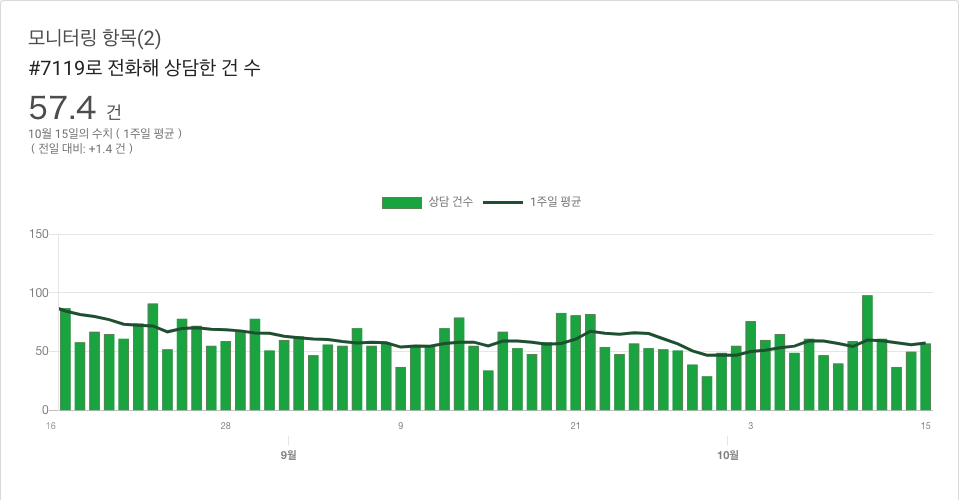 모니터링 항목(2)
#7119로 전화해 상담한 건 수
57.4 건
10월 15일의 수치 ( 1주일 평균 )
( 전일 대비: +1.4 건 )
상담 건수 1주일 평균
150
100
50
0
16 28 9 21 3 15
9월 10월